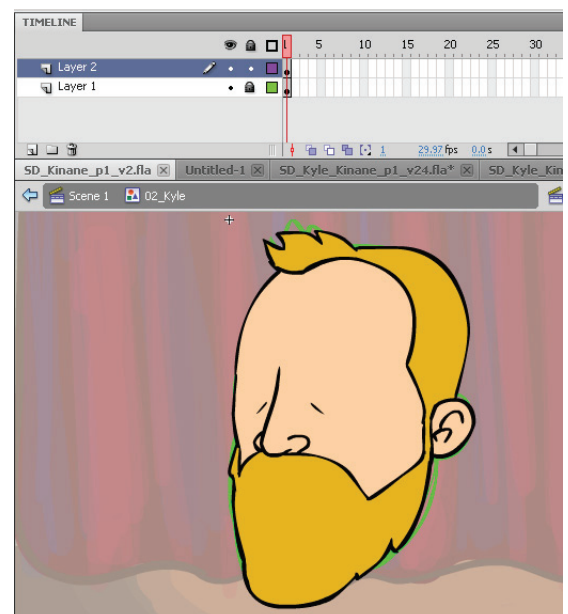 TIMELINE
1 5 10 15 20 25 30
Layer 2
Layer 1
1 29.97 fps 0.0 s
SD_Kinane_p1_v2.fla Untitled-1 SD_Kyle_Kinane_p1_v24.fla* SD_Kyle_Kin
Scene 1 02_Kyle